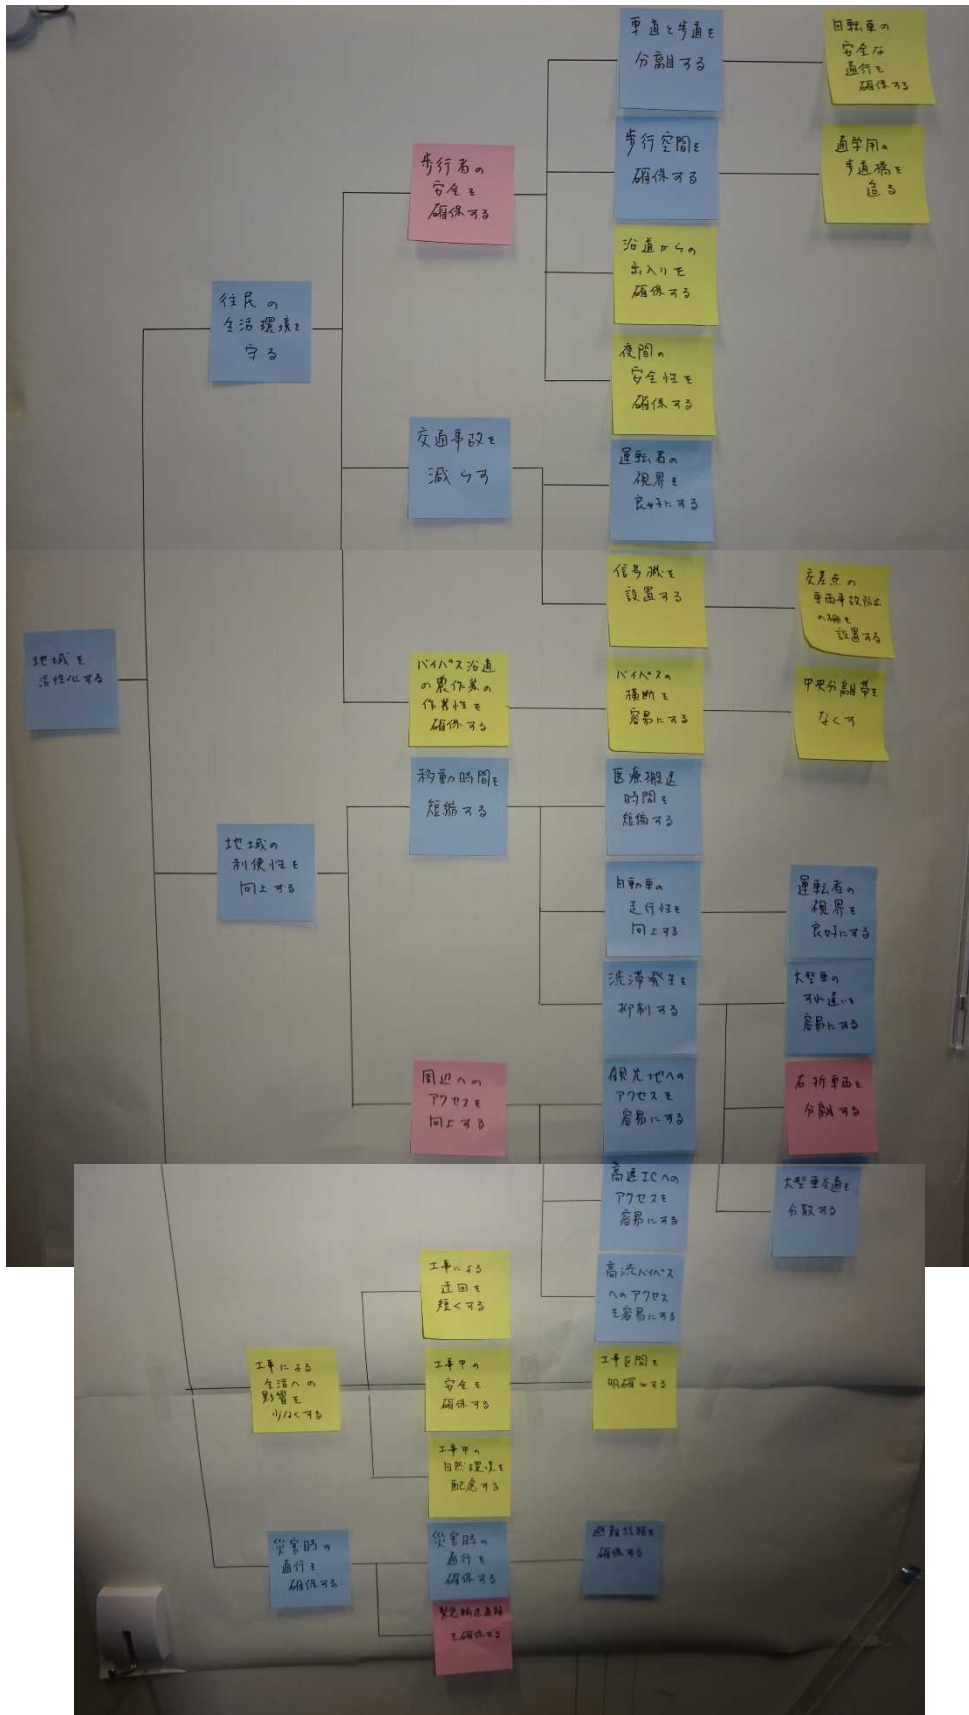 車道と歩道を
分離する
自転車の
安全な
通行を
確保する
歩行空間を
確保する
通学用の
歩道橋を
造る
歩行者の
安全を
確保する
沿道からの
出入りを
確保する
住民の
生活環境を
守る
夜間の
安全性を
確保する
交通事故を
減らす
運転者の
視界を
良好にする
信号機を
設置する
交差点の
車両事故防止
の柵を
設置する
地域を
活性化する
バイパス沿道
の農作業の
作業性を
確保する
バイパスの
横断を
容易にする
中央分離帯を
なくす
移動時間を
短縮する
医療搬送
時間を
短縮する
地域の
利便性を
向上する
自動車の
走行性を
向上する
運転者の
視界を
良好にする
渋滞発生を
抑制する
大型車の
すれ違いを
容易にする
周辺への
アクセスを
向上する
観光地への
アクセスを
容易にする
右折車両を
分離する
高速ICへの
アクセスを
容易にする
大型車交通を
分散する
工事による
迂回を
短くする
高渋バイパス
へのアクセス
を容易にする
工事による
生活への
影響を
少なくする
工事中の
安全を
確保する
工事区間を
明確にする
工事中の
自然環境を
配慮する
災害時の
通行を
確保する
災害時の
通行を
確保する
避難経路を
確保する
緊急輸送道路
を確保する